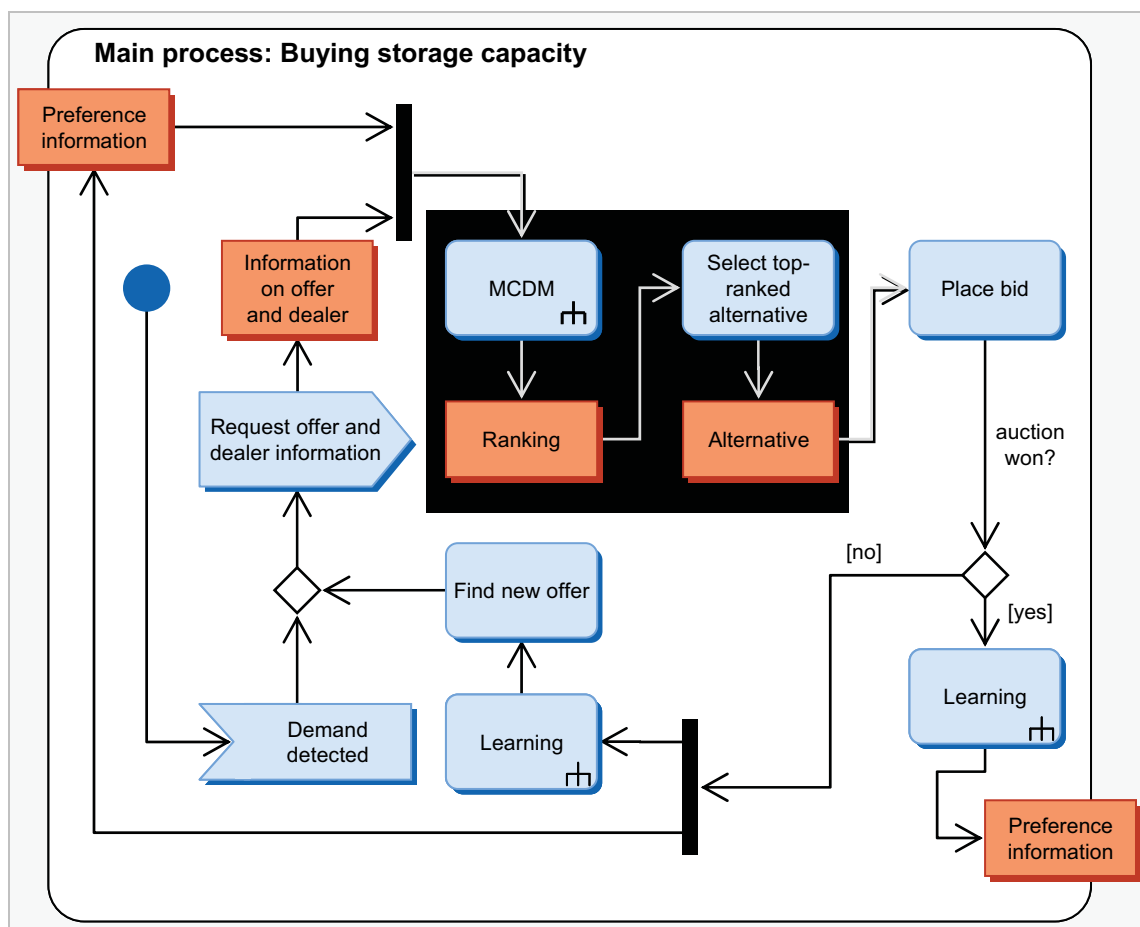 Main process: Buying storage capacity
Preference
information
Information
on offer
and dealer
MCDM
Select top-
ranked
alternative
Place bid
Request offer and
dealer information
Ranking
Alternative
auction
won?
[no]
Find new offer
[yes]
Demand
detected
Learning
Learning
Preference
information